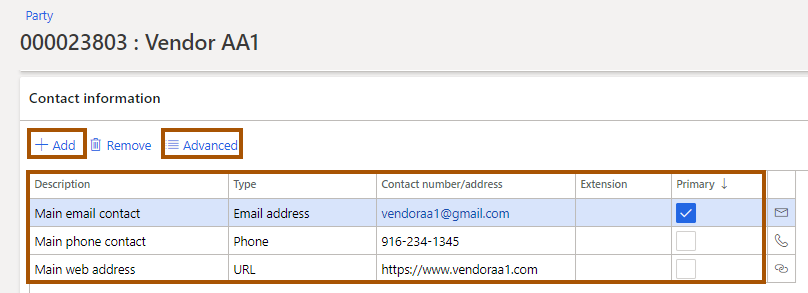 Party
000023803 : Vendor AA1
Contact information
Add Remove Advanced
Description Type Contact number/address Extension Primary
Main email contact Email address vendoraa1@gmail.com
Main phone contact Phone 916-234-1345
Main web address URL https://www.vendoraa1.com